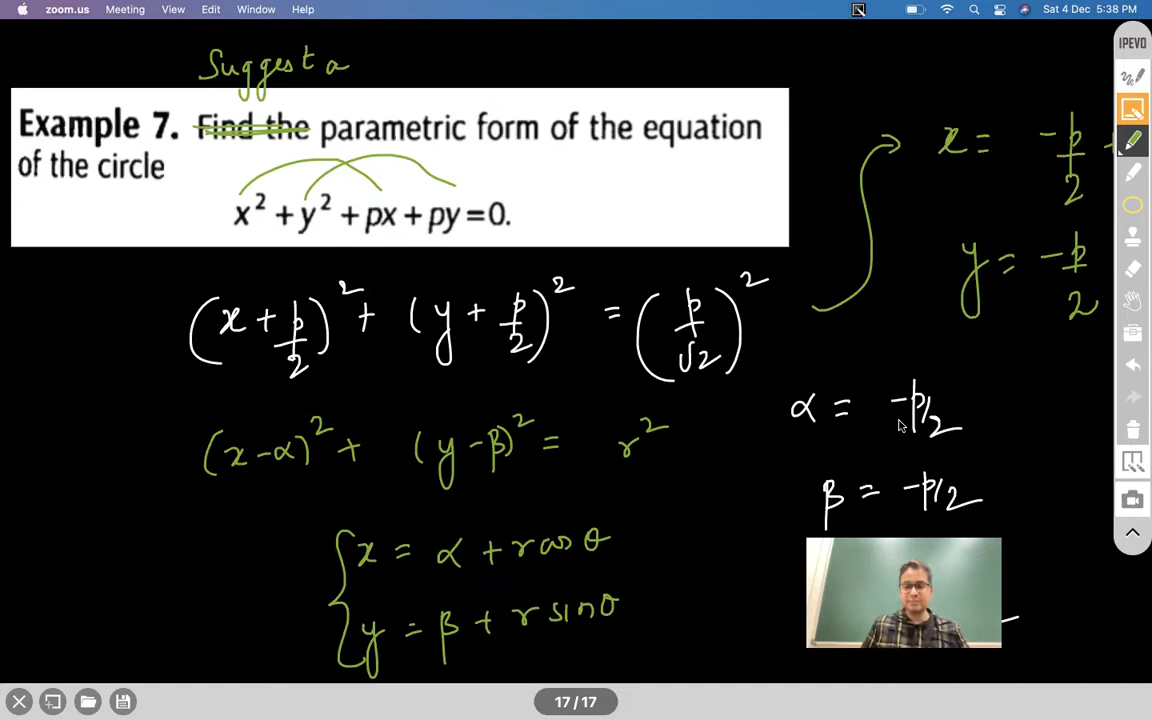 zoom.us Meeting View Edit Window Help Sat 4 Dec 5:38 PM
IPEVO
Suggest a
Example 7. Find the parametric form of the equation
of the circle
x² + y² + px + py = 0.
x = -p/2 +
y = -p/2
(x + p/2)² + (y + p/2)² = (p/√2)²
α = -p/2
(x - α)² + (y - β)² = r²
β = -p/2
x = α + r cos θ
y = β + r sin θ
17 / 17